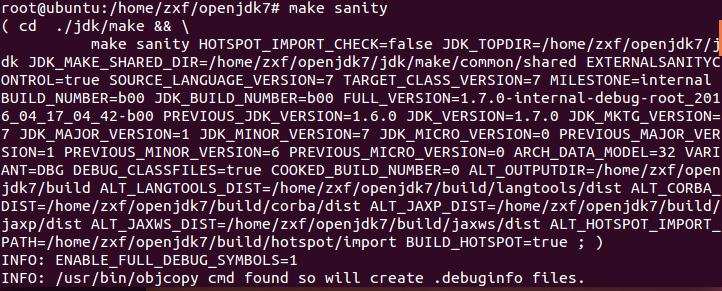 root@ubuntu:/home/zxf/openjdk7# make sanity
( cd  ./jdk/make && \
          make sanity HOTSPOT_IMPORT_CHECK=false JDK_TOPDIR=/home/zxf/openjdk7/j
dk JDK_MAKE_SHARED_DIR=/home/zxf/openjdk7/jdk/make/common/shared EXTERNALSANITYC
ONTROL=true SOURCE_LANGUAGE_VERSION=7 TARGET_CLASS_VERSION=7 MILESTONE=internal
BUILD_NUMBER=b00 JDK_BUILD_NUMBER=b00 FULL_VERSION=1.7.0-internal-debug-root_201
6_04_17_04_42-b00 PREVIOUS_JDK_VERSION=1.6.0 JDK_VERSION=1.7.0 JDK_MKTG_VERSION=
7 JDK_MAJOR_VERSION=1 JDK_MINOR_VERSION=7 JDK_MICRO_VERSION=0 PREVIOUS_MAJOR_VER
SION=1 PREVIOUS_MINOR_VERSION=6 PREVIOUS_MICRO_VERSION=0 ARCH_DATA_MODEL=32 VARI
ANT=DBG DEBUG_CLASSFILES=true COOKED_BUILD_NUMBER=0 ALT_OUTPUTDIR=/home/zxf/open
jdk7/build ALT_LANGTOOLS_DIST=/home/zxf/openjdk7/build/langtools/dist ALT_CORBA_
DIST=/home/zxf/openjdk7/build/corba/dist ALT_JAXP_DIST=/home/zxf/openjdk7/build/
jaxp/dist ALT_JAXWS_DIST=/home/zxf/openjdk7/build/jaxws/dist ALT_HOTSPOT_IMPORT_
PATH=/home/zxf/openjdk7/build/hotspot/import BUILD_HOTSPOT=true ; )
INFO: ENABLE_FULL_DEBUG_SYMBOLS=1
INFO: /usr/bin/objcopy cmd found so will create .debuginfo files.